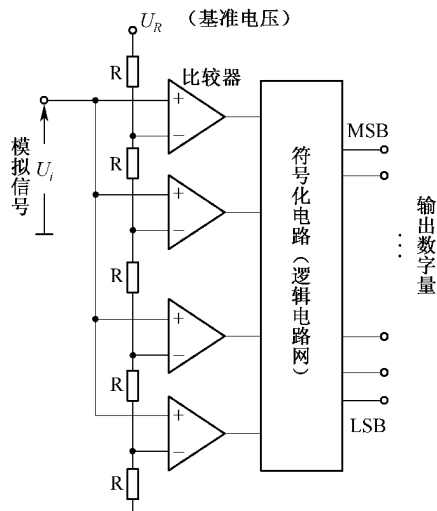 U_R （基准电压）
R
比较器
+
−
MSB
模拟信号
U_i
R
+
−
符号化电路（逻辑电路网）
输出数字量
...
R
+
−
R
+
−
LSB
R